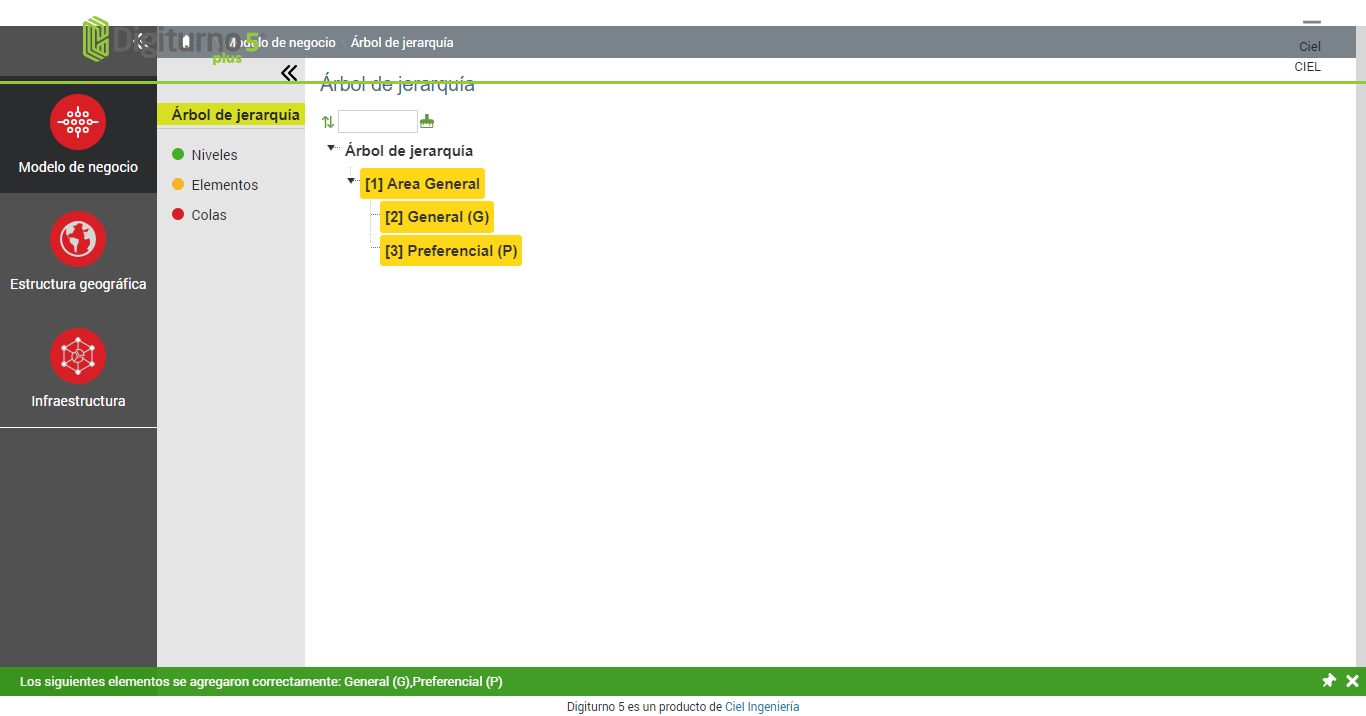 Digiturno 5
plus
Modelo de negocio \ Árbol de jerarquía
Ciel
CIEL
Árbol de jerarquía
Árbol de jerarquía
Modelo de negocio
Niveles
Elementos
Colas
Estructura geográfica
Infraestructura
Árbol de jerarquía
[1] Area General
[2] General (G)
[3] Preferencial (P)
Los siguientes elementos se agregaron correctamente: General (G),Preferencial (P)
Digiturno 5 es un producto de Ciel Ingeniería